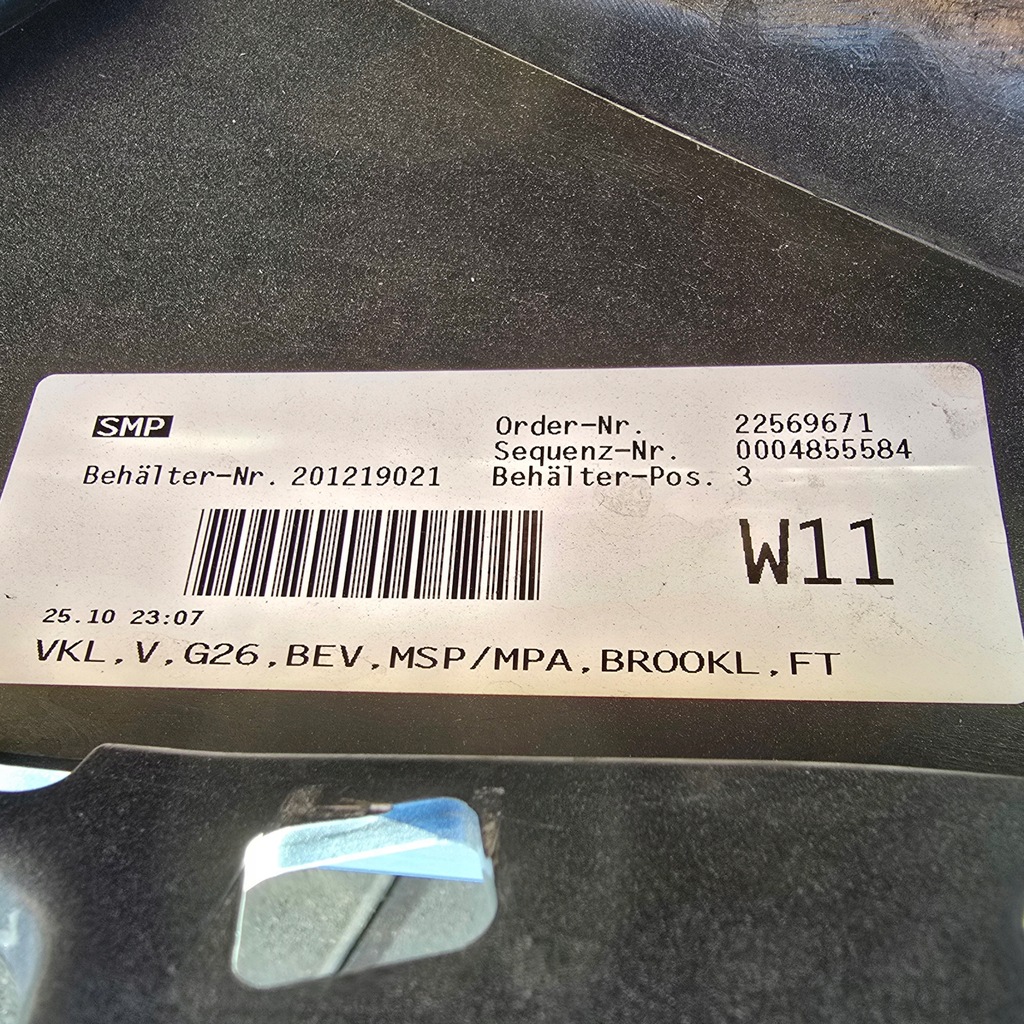 SMP
Order-Nr. 22569671
Sequenz-Nr. 0004855584
Behälter-Nr. 201219021 Behälter-Pos. 3
W11
25.10 23:07
VKL,V,G26,BEV,MSP/MPA,BROOKL,FT